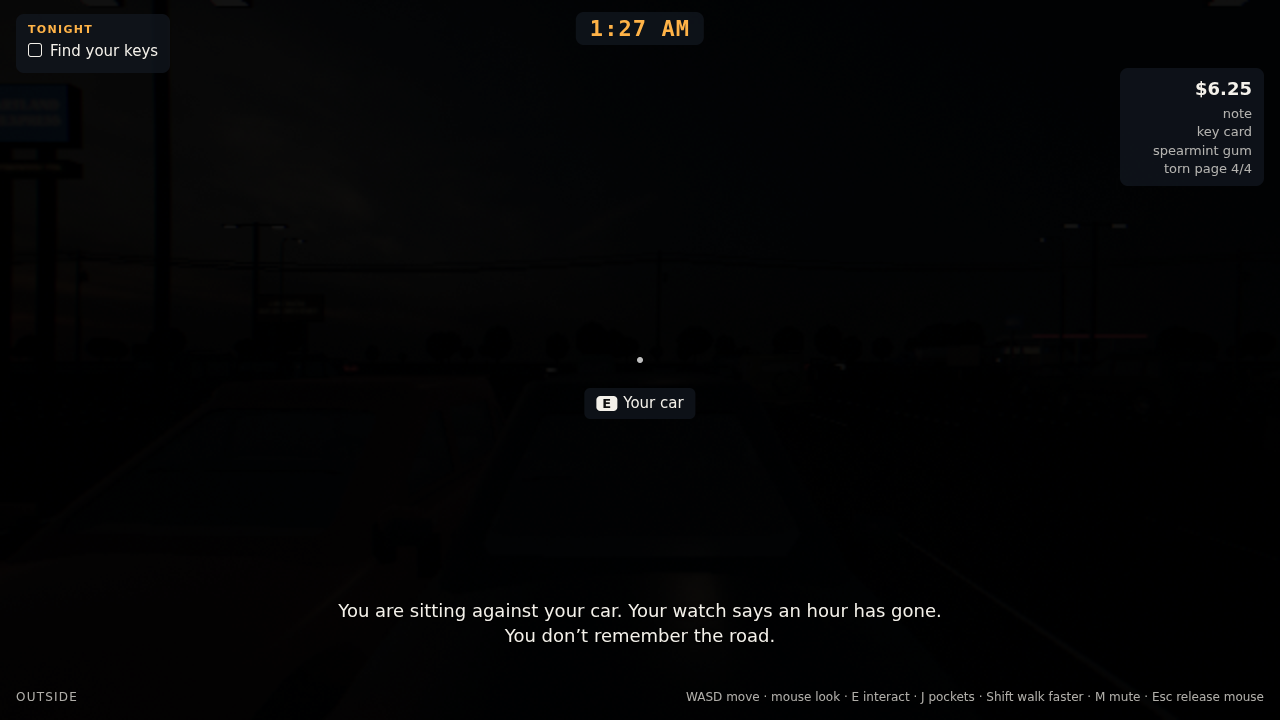 TONIGHT
Find your keys
1:27 AM
$6.25
note
key card
spearmint gum
torn page 4/4
E Your car
You are sitting against your car. Your watch says an hour has gone.
You don’t remember the road.
OUTSIDE
WASD move · mouse look · E interact · J pockets · Shift walk faster · M mute · Esc release mouse